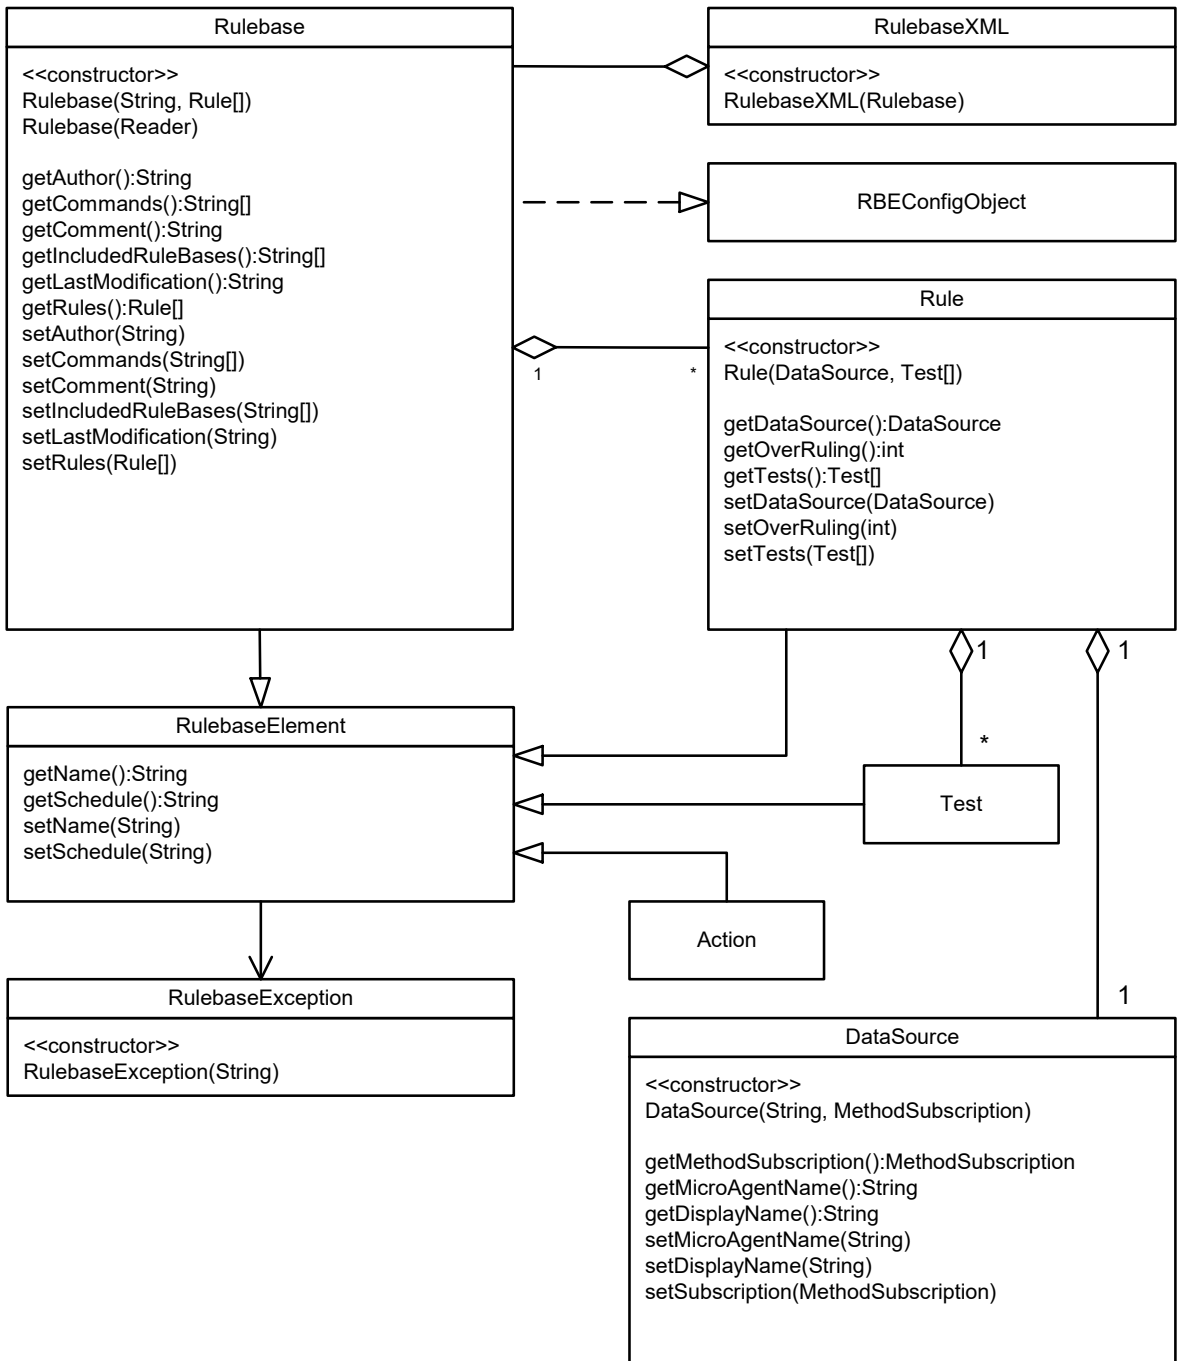 Rulebase
<<constructor>>
Rulebase(String, Rule[])
Rulebase(Reader)
getAuthor():String
getCommands():String[]
getComment():String
getIncludedRuleBases():String[]
getLastModification():String
getRules():Rule[]
setAuthor(String)
setCommands(String[])
setComment(String)
setIncludedRuleBases(String[])
setLastModification(String)
setRules(Rule[])
RulebaseXML
<<constructor>>
RulebaseXML(Rulebase)
RBEConfigObject
1
*
Rule
<<constructor>>
Rule(DataSource, Test[])
getDataSource():DataSource
getOverRuling():int
getTests():Test[]
setDataSource(DataSource)
setOverRuling(int)
setTests(Test[])
1
1
*
RulebaseElement
getName():String
getSchedule():String
setName(String)
setSchedule(String)
Test
Action
RulebaseException
<<constructor>>
RulebaseException(String)
1
DataSource
<<constructor>>
DataSource(String, MethodSubscription)
getMethodSubscription():MethodSubscription
getMicroAgentName():String
getDisplayName():String
setMicroAgentName(String)
setDisplayName(String)
setSubscription(MethodSubscription)